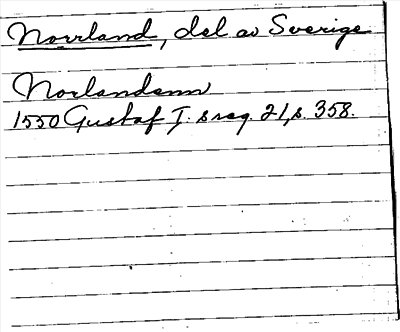 Norrland, del av Sverige
Norlandenn
1550 Gustaf I. s reg. 21, s. 358.